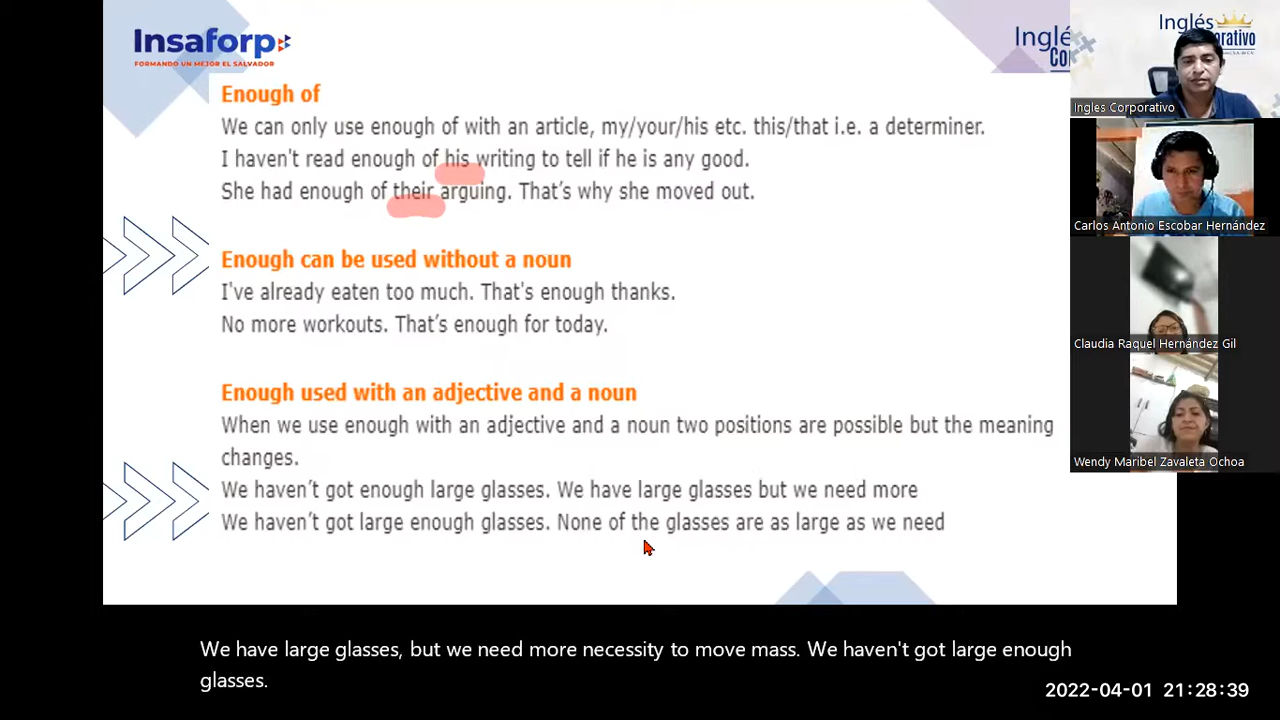 Insaforp
FORMANDO UN MEJOR EL SALVADOR
Inglés
Enough of
We can only use enough of with an article, my/your/his etc. this/that i.e. a determiner.
I haven't read enough of his writing to tell if he is any good.
She had enough of their arguing. That's why she moved out.
Enough can be used without a noun
I've already eaten too much. That's enough thanks.
No more workouts. That's enough for today.
Enough used with an adjective and a noun
When we use enough with an adjective and a noun two positions are possible but the meaning
changes.
We haven't got enough large glasses. We have large glasses but we need more
We haven't got large enough glasses. None of the glasses are as large as we need
Ingles Corporativo
Carlos Antonio Escobar Hernández
Claudia Raquel Hernández Gil
Wendy Maribel Zavaleta Ochoa
We have large glasses, but we need more necessity to move mass. We haven't got large enough
glasses.
2022-04-01 21:28:39